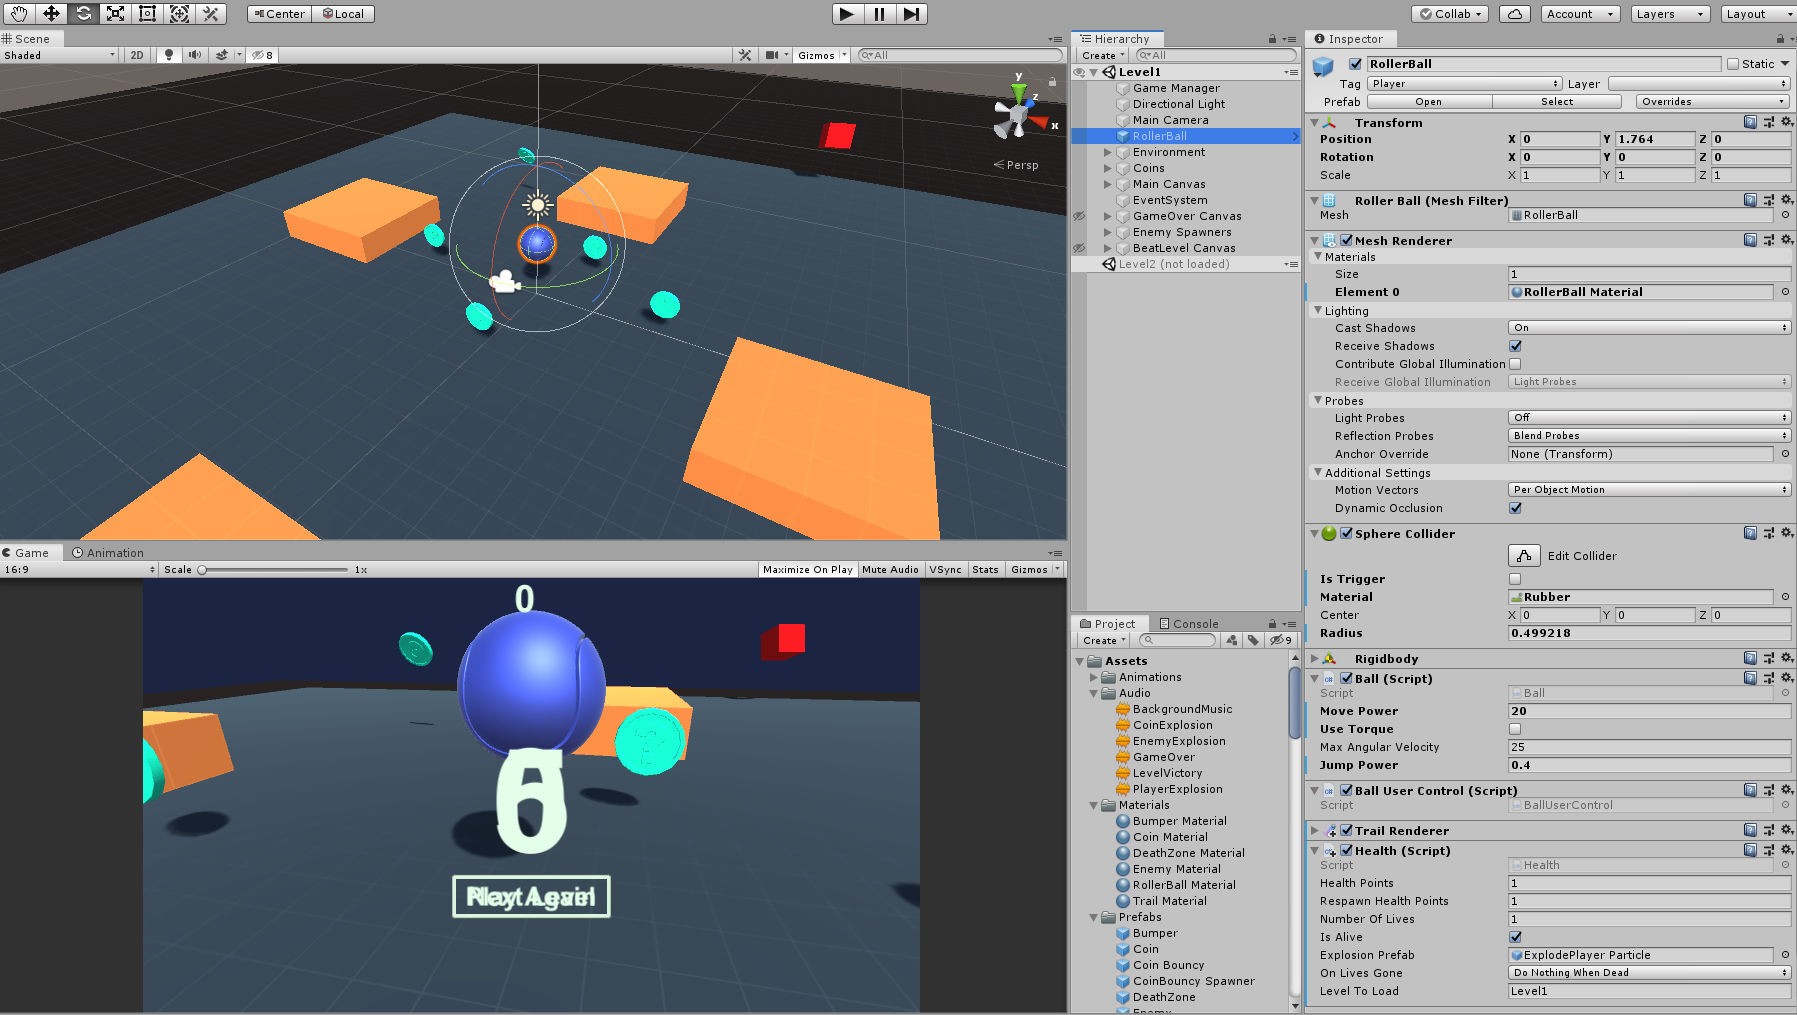 Center Local
Collab Account Layers Layout
Scene
Shaded 2D 8 Gizmos All
y
z
x
Persp
Game Animation
16:9 Scale 1x Maximize On Play Mute Audio VSync Stats Gizmos
0
Hierarchy
Create All
Level1
Game Manager
Directional Light
Main Camera
RollerBall
Environment
Coins
Main Canvas
EventSystem
GameOver Canvas
Enemy Spawners
BeatLevel Canvas
Level2 (not loaded)
Project Console
Create 9
Assets
Animations
Audio
BackgroundMusic
CoinExplosion
EnemyExplosion
GameOver
LevelVictory
PlayerExplosion
Materials
Bumper Material
Coin Material
DeathZone Material
Enemy Material
RollerBall Material
Trail Material
Prefabs
Bumper
Coin
Coin Bouncy
CoinBouncy Spawner
DeathZone
Enemy
Inspector
RollerBall Static
Tag Player Layer
Prefab Open Select Overrides
Transform
Position X 0 Y 1.764 Z 0
Rotation X 0 Y 0 Z 0
Scale X 1 Y 1 Z 1
Roller Ball (Mesh Filter)
Mesh RollerBall
Mesh Renderer
Materials
Size 1
Element 0 RollerBall Material
Lighting
Cast Shadows On
Receive Shadows
Contribute Global Illumination
Receive Global Illumination Light Probes
Probes
Light Probes Off
Reflection Probes Blend Probes
Anchor Override None (Transform)
Additional Settings
Motion Vectors Per Object Motion
Dynamic Occlusion
Sphere Collider
Edit Collider
Is Trigger
Material Rubber
Center X 0 Y 0 Z 0
Radius 0.499218
Rigidbody
Ball (Script)
Script Ball
Move Power 20
Use Torque
Max Angular Velocity 25
Jump Power 0.4
Ball User Control (Script)
Script BallUserControl
Trail Renderer
Health (Script)
Script Health
Health Points 1
Respawn Health Points 1
Number Of Lives 1
Is Alive
Explosion Prefab ExplodePlayer Particle
On Lives Gone Do Nothing When Dead
Level To Load Level1